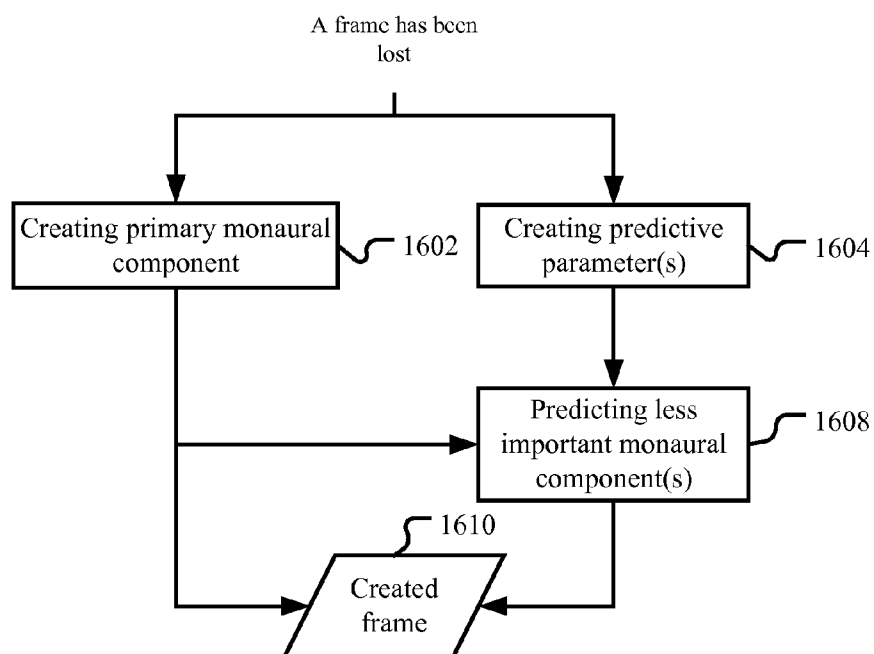 A frame has been
lost
Creating primary monaural
component
1602
Creating predictive
parameter(s)
1604
Predicting less
important monaural
component(s)
1608
1610
Created
frame